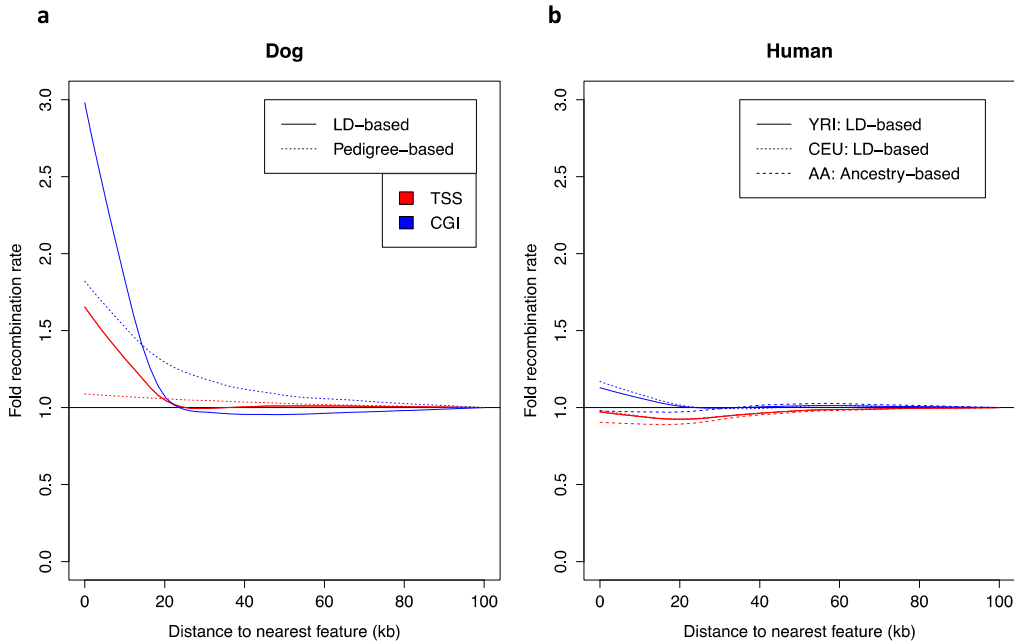 a
Dog
3.0
2.5
2.0
1.5
1.0
0.5
0.0
Fold recombination rate
LD−based
Pedigree−based
TSS
CGI
0 20 40 60 80 100
Distance to nearest feature (kb)
b
Human
3.0
2.5
2.0
1.5
1.0
0.5
0.0
Fold recombination rate
YRI: LD−based
CEU: LD−based
AA: Ancestry−based
0 20 40 60 80 100
Distance to nearest feature (kb)